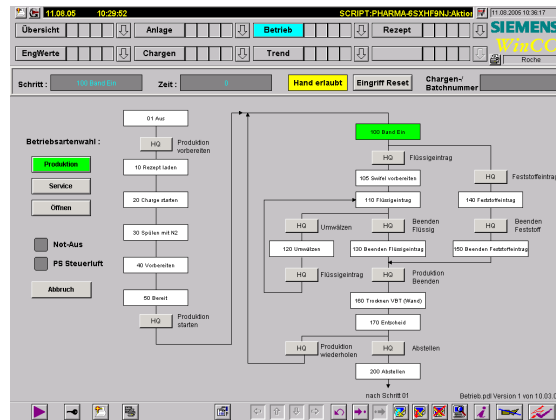 11.08.05 10:29:52 SCRIPT:PHARMA-6SXHF9NJ:Aktion 11.08.2005 10:36:17
Übersicht Anlage Betrieb Rezept SIEMENS
WinCC
EngWerte Chargen Trend Roche
Schritt : 100 Band Ein Zeit : 0 Hand erlaubt Eingriff Reset Chargen-/
Batchnummer
01 Aus
100 Band Ein
Betriebsartenwahl :
HQ Produktion
vorbereiten
HQ Flüssigeintrag
Produktion
10 Rezept laden
105 Swifel vorbereiten
HQ Feststoffeintrag
Service
20 Charge starten
110 Flüssigeintrag
140 Feststoffeintrag
Öffnen
HQ Umwälzen
HQ Beenden
Flüssig
HQ Beenden
Feststoff
30 Spülen mit N2
Not-Aus
120 Umwälzen
130 Beenden Flüssigeintrag
150 Beenden Feststoffeintrag
PS Steuerluft
40 Vorbereiten
HQ Flüssigeintrag
HQ Produktion
Beenden
Abbruch
50 Bereit
160 Trocknen VBT (Wand)
HQ Produktion
starten
170 Entscheid
HQ Produktion
wiederholen
HQ Abstellen
200 Abstellen
nach Schritt 01
Betrieb.pdl Version 1 von 10.03.0